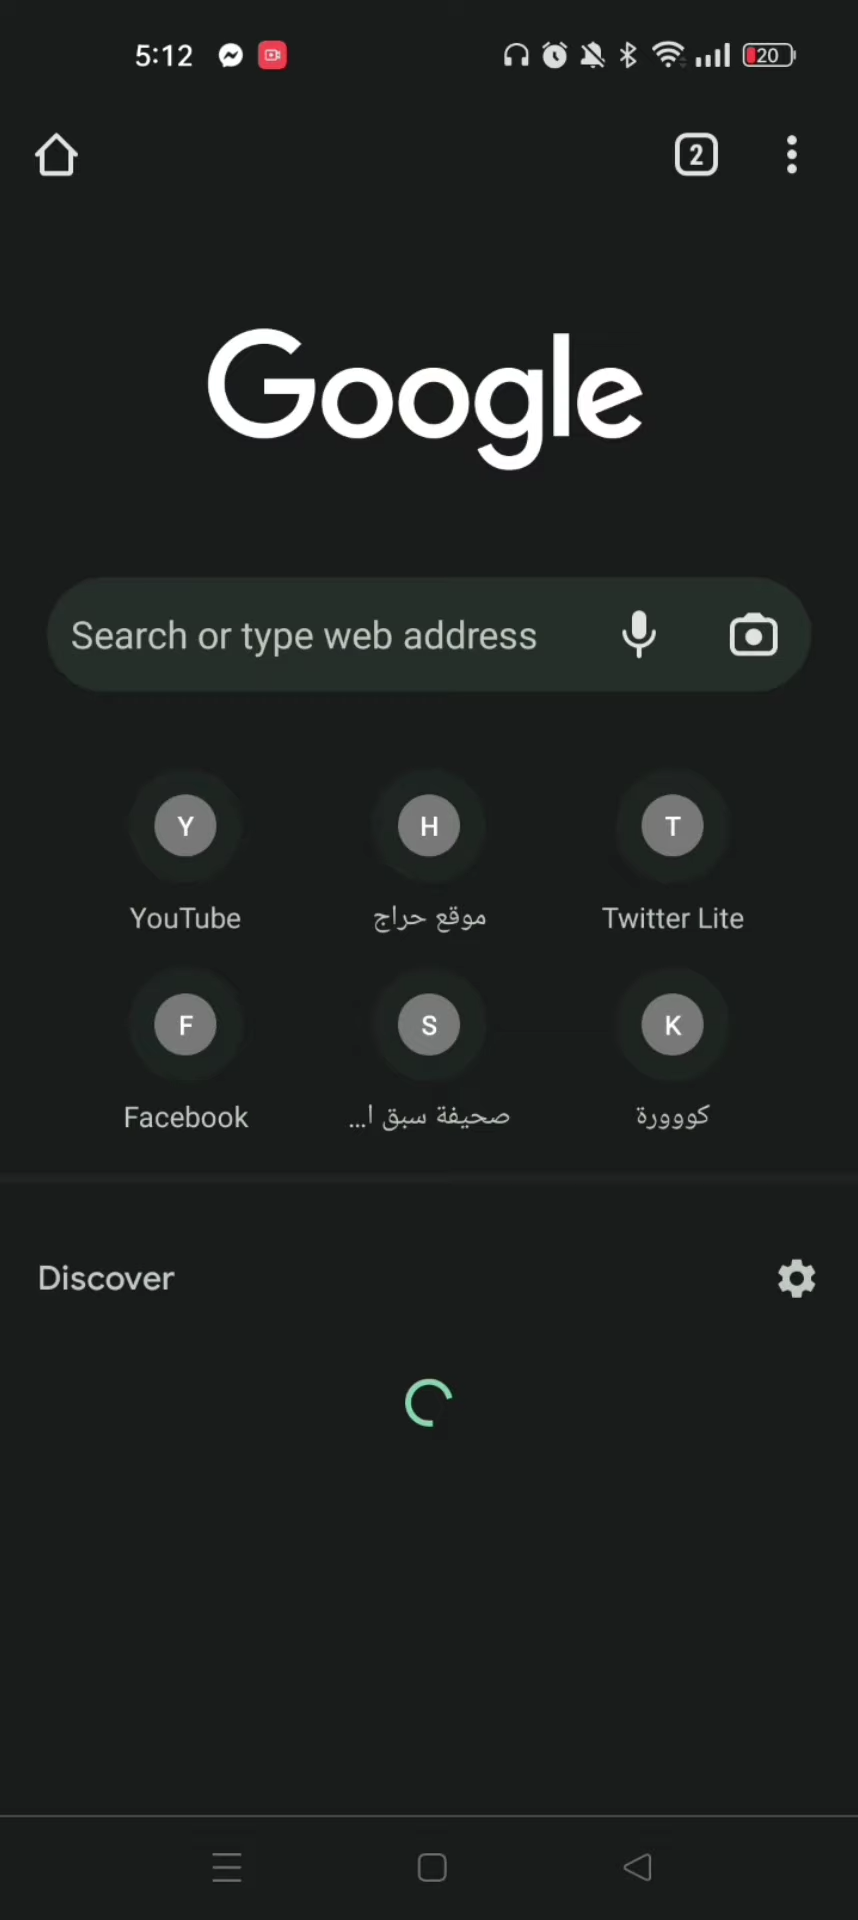 5:12
20
2
Google
Search or type web address
Y
H
T
YouTube
موقع حراج
Twitter Lite
F
S
K
Facebook
صحيفة سبق ا...
كووورة
Discover